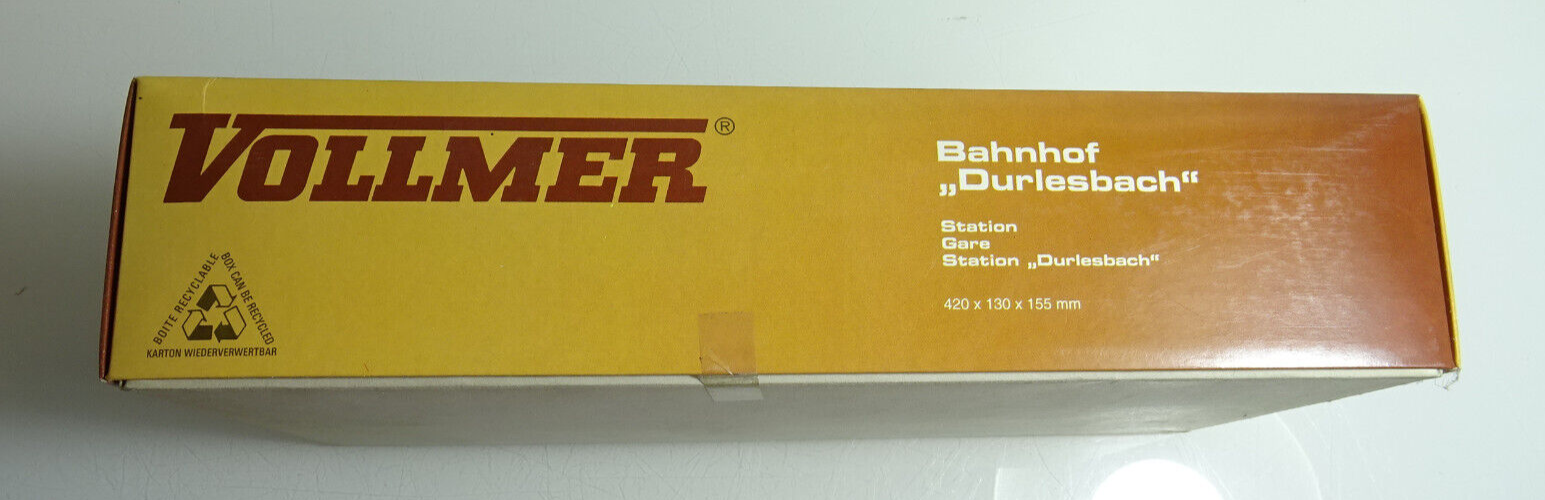 VOLLMER®
Bahnhof
„Durlesbach“
Station
Gare
Station „Durlesbach“
420 x 130 x 155 mm
BOITE RECYCLABLE
BOX CAN BE RECYCLED
KARTON WIEDERVERWERTBAR